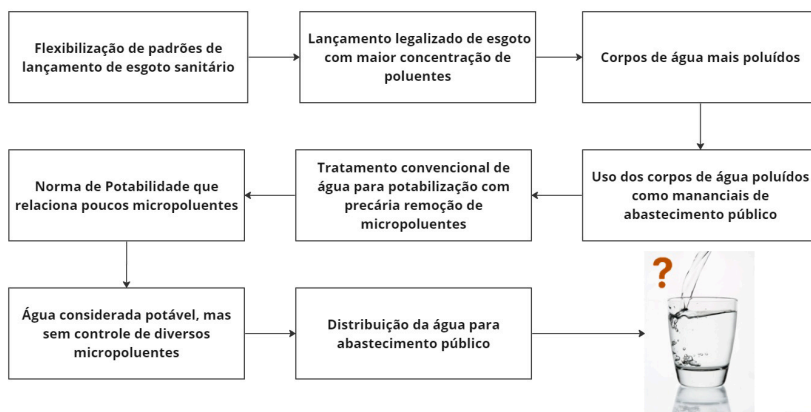 Flexibilização de padrões de
lançamento de esgoto sanitário
Lançamento legalizado de esgoto
com maior concentração de
poluentes
Corpos de água mais poluídos
Uso dos corpos de água poluídos
como mananciais de
abastecimento público
Tratamento convencional de
água para potabilização com
precária remoção de
micropoluentes
Norma de Potabilidade que
relaciona poucos micropoluentes
Água considerada potável, mas
sem controle de diversos
micropoluentes
Distribuição da água para
abastecimento público
?